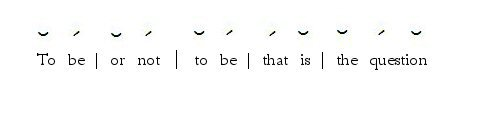 To be | or not | to be | that is | the question